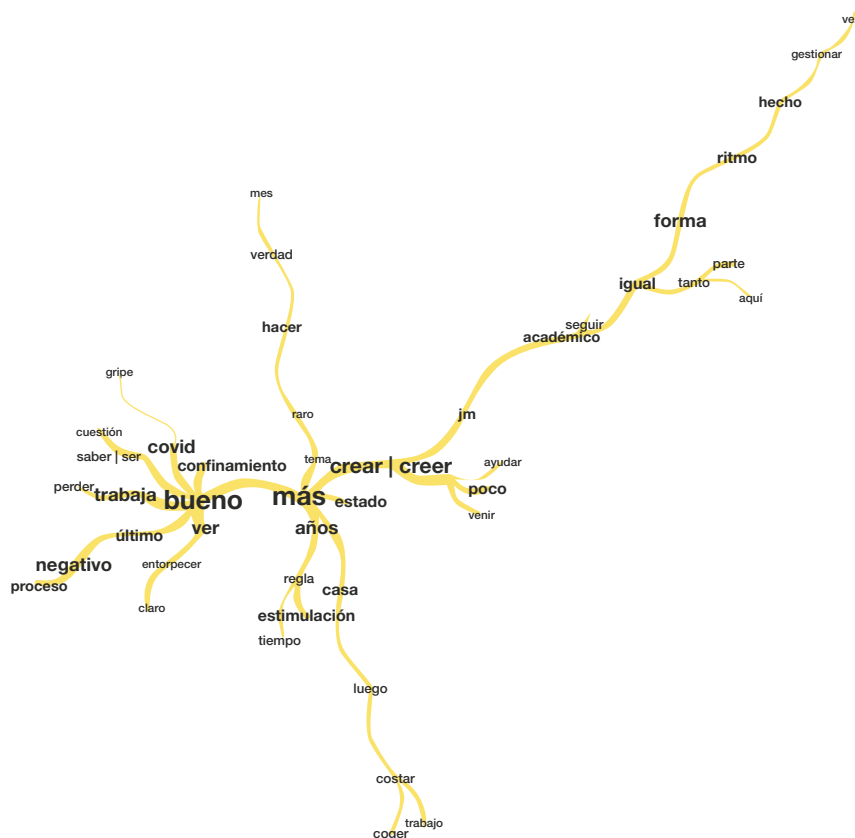 ve
gestionar
hecho
ritmo
mes
forma
verdad
parte
igual
tanto
aquí
seguir
hacer
académico
gripe
raro
jm
cuestión
covid
saber | ser
tema
crear | creer
ayudar
confinamiento
perder
trabaja
bueno
más
estado
poco
venir
último
ver
años
negativo
entorpecer
proceso
regla
casa
claro
estimulación
tiempo
luego
costar
trabajo
coger